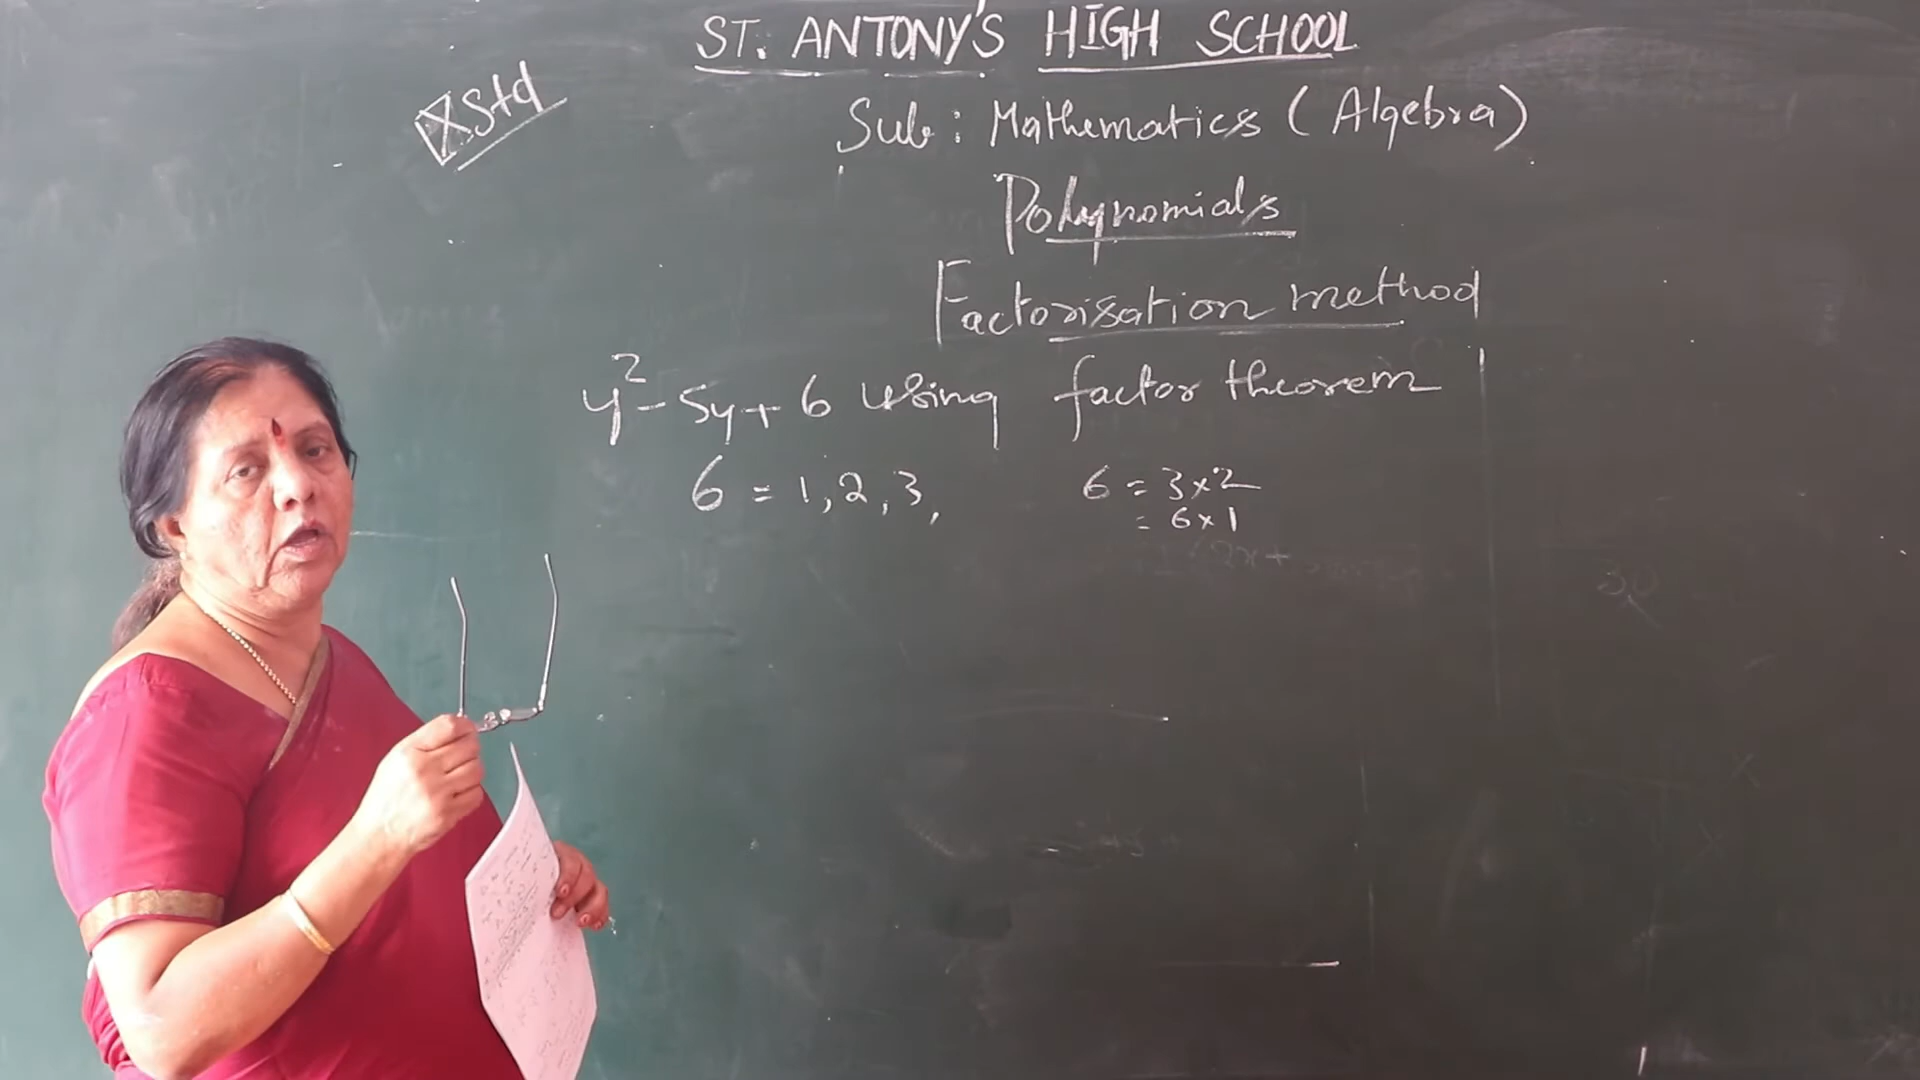 ST. ANTONY'S HIGH SCHOOL
X Std
Sub : Mathematics (Algebra)
Polynomials
Factorisation method
y² - 5y + 6 using factor theorem
6 = 1, 2, 3,
6 = 3 x 2
= 6 x 1